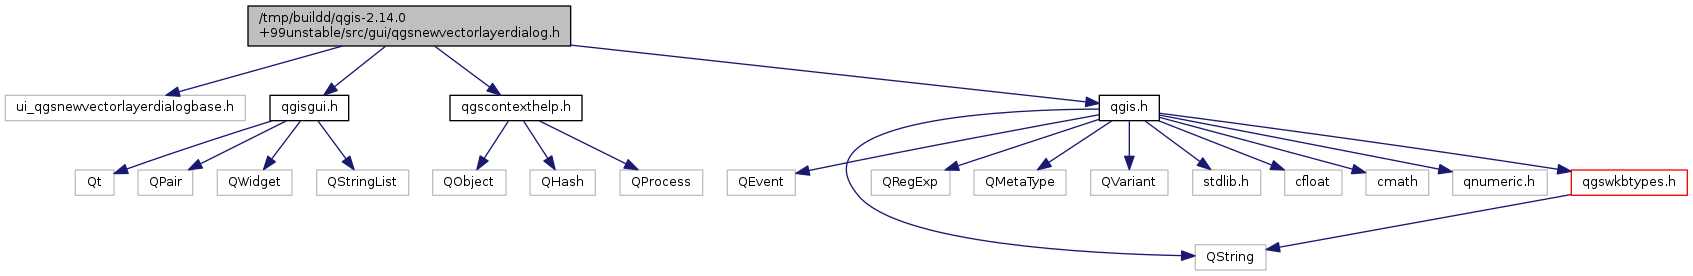 /tmp/buildd/qgis-2.14.0
+99unstable/src/gui/qgsnewvectorlayerdialog.h
ui_qgsnewvectorlayerdialogbase.h
qgisgui.h
qgscontexthelp.h
qgis.h
Qt
QPair
QWidget
QStringList
QObject
QHash
QProcess
QEvent
QRegExp
QMetaType
QVariant
stdlib.h
cfloat
cmath
qnumeric.h
qgswkbtypes.h
QString